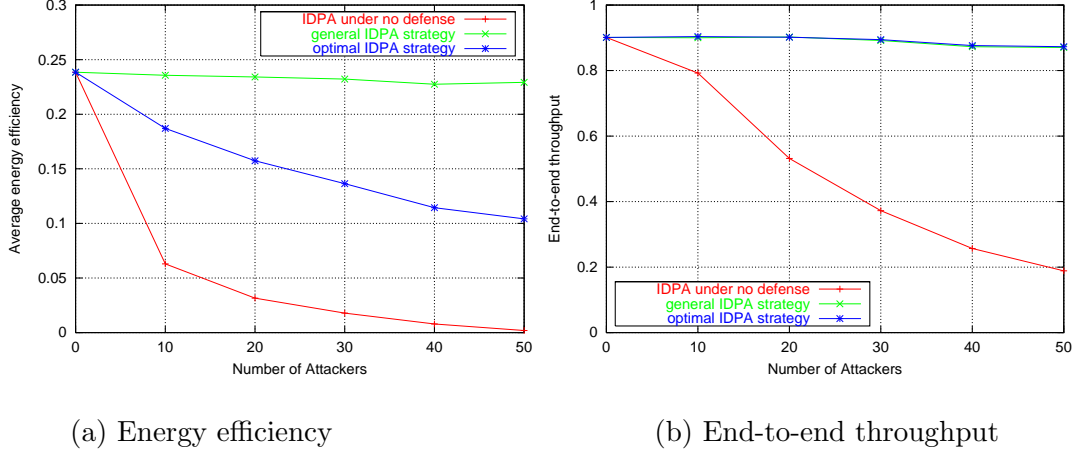 0.3
0.25
0.2
0.15
0.1
0.05
0
Average energy efficiency
IDPA under no defense
general IDPA strategy
optimal IDPA strategy
0 10 20 30 40 50
Number of Attackers
(a) Energy efficiency
1
0.8
0.6
0.4
0.2
0
End-to-end throughput
IDPA under no defense
general IDPA strategy
optimal IDPA strategy
0 10 20 30 40 50
Number of Attackers
(b) End-to-end throughput